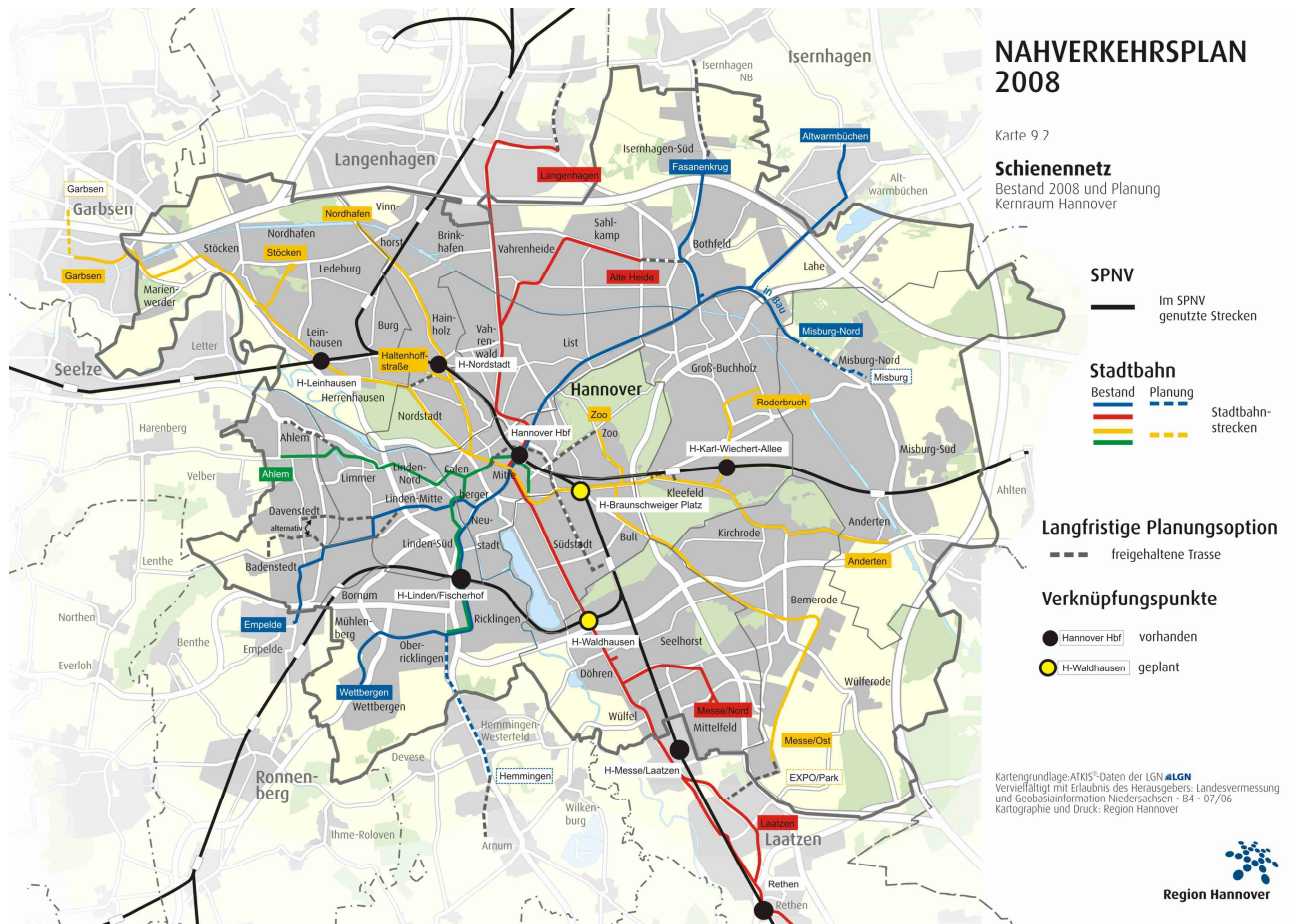 NAHVERKEHRSPLAN
2008
Karte 9 2
Schienennetz
Bestand 2008 und Planung
Kernraum Hannover
SPNV
Im SPNV
genutzte Strecken
Stadtbahn
Bestand Planung
Stadtbahn-
strecken
Langfristige Planungsoption
freigehaltene Trasse
Verknüpfungspunkte
Hannover Hbf vorhanden
H-Waldhausen geplant
Kartengrundlage:ATKIS®-Daten der LGN LGN
Vervielfältigt mit Erlaubnis des Herausgebers: Landesvermessung
und Geobasiainformation Niedersachsen - B4 - 07/06
Kartographie und Druck: Region Hannover
Region Hannover
Isernhagen
Isernhagen
NB
Altwarmbüchen
Isernhagen-Süd
Fasanenkrug
Langenhagen
Langenhagen
Alt-
warmbüchen
Garbsen
Garbsen
Nordhafen
Vinn-
horst
Nordhafen
Brink-
hafen
Sahl-
kamp
Vahrenheide
Bothfeld
Stöcken
Stöcken
Ledeburg
Lahe
Garbsen
Alte Heide
Marien-
werder
in Bau
Lein-
hausen
Burg
Hain-
holz
Vah-
ren-
wald
List
Misburg-Nord
Letter
Seelze
Haltenhoff-
straße
H-Nordstadt
Groß-Buchholz
Misburg-Nord
Misburg
H-Leinhausen
Herrenhausen
Hannover
Roderbruch
Nordstadt
Zoo
Zoo
Harenberg
Ahlem
Hannover Hbf
H-Karl-Wiechert-Allee
Misburg-Süd
Velber
Ahlem
Limmer
Linden-
Nord
Calen
berger
Neu-
stadt
Mitte
Kleefeld
Ahlten
Linden-Mitte
H-Braunschweiger Platz
Davenstedt
alternativ
Anderten
Kirchrode
Linden-Süd
Südstadt
Bult
Anderten
Lenthe
Badenstedt
Bornum
H-Linden/Fischerhof
Bemerode
Northen
Empelde
Mühlen-
berg
Ricklingen
H-Waldhausen
Seelhorst
Benthe
Empelde
Ober-
ricklingen
Everloh
Döhren
Wülferode
Wettbergen
Wettbergen
Messe/Nord
Wülfel
Mittelfeld
Hemmingen-
Westerfeld
Messe/Ost
Devese
H-Messe/Laatzen
Hemmingen
EXPO/Park
Ronnen-
berg
Wilken-
burg
Laatzen
Laatzen
Ihme-Roloven
Arnum
Rethen
Rethen